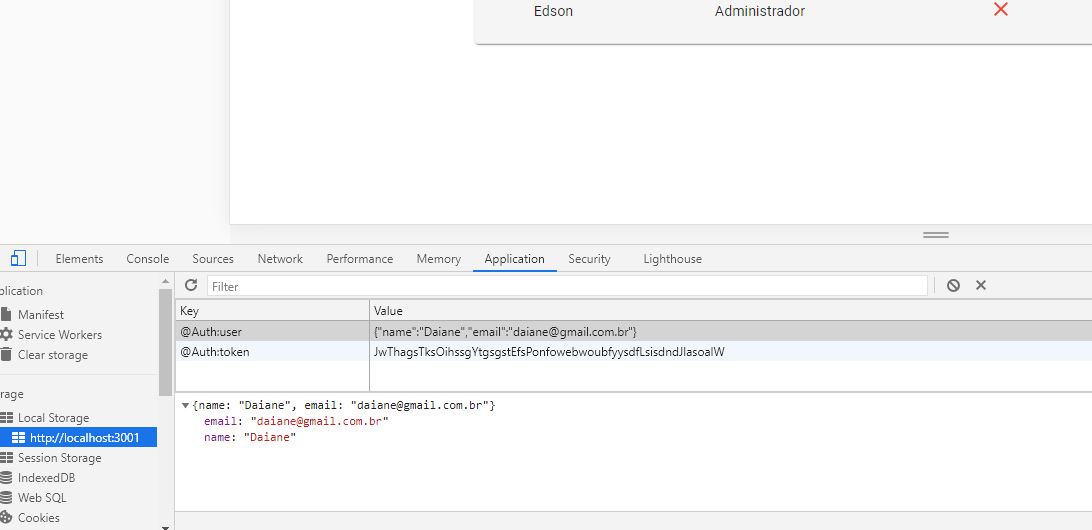 Edson Administrador
Elements Console Sources Network Performance Memory Application Security Lighthouse
plication
Manifest
Service Workers
Clear storage
rage
Local Storage
http://localhost:3001
Session Storage
IndexedDB
Web SQL
Cookies
Filter
Key Value
@Auth:user {"name":"Daiane","email":"daiane@gmail.com.br"}
@Auth:token JwThagsTksOihssgYtgsgstEfsPonfowebwoubfyysdfLsisdndJlasoalW
{name: "Daiane", email: "daiane@gmail.com.br"}
email: "daiane@gmail.com.br"
name: "Daiane"